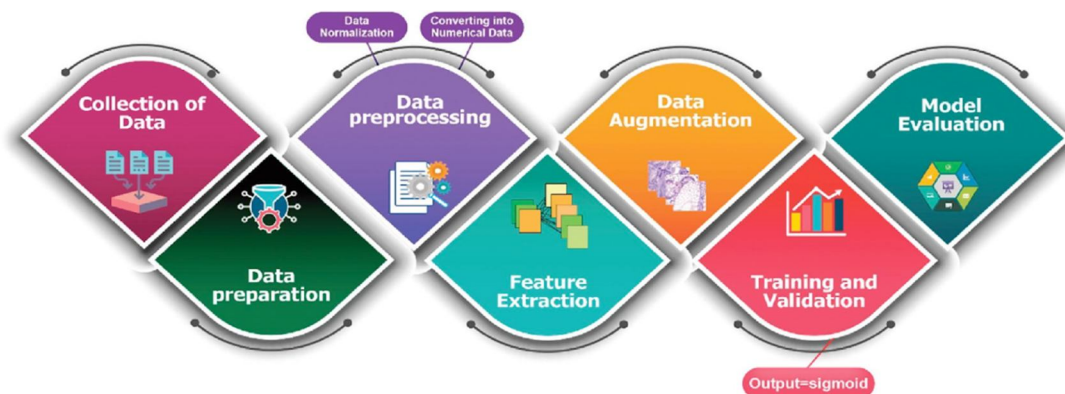 Data
Normalization
Converting into
Numerical Data
Collection of
Data
Data
preparation
Data
preprocessing
Feature
Extraction
Data
Augmentation
Training and
Validation
Output=sigmoid
Model
Evaluation